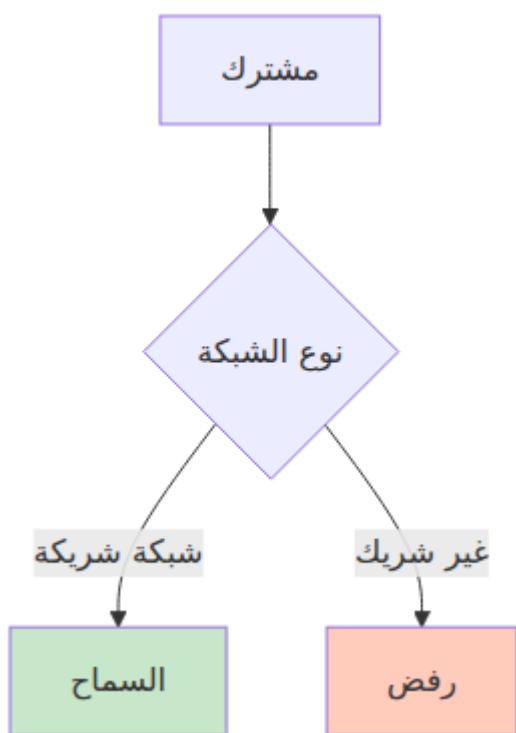 مشترك
نوع الشبكة
شبكة شريكة
غير شريك
السماح
رفض